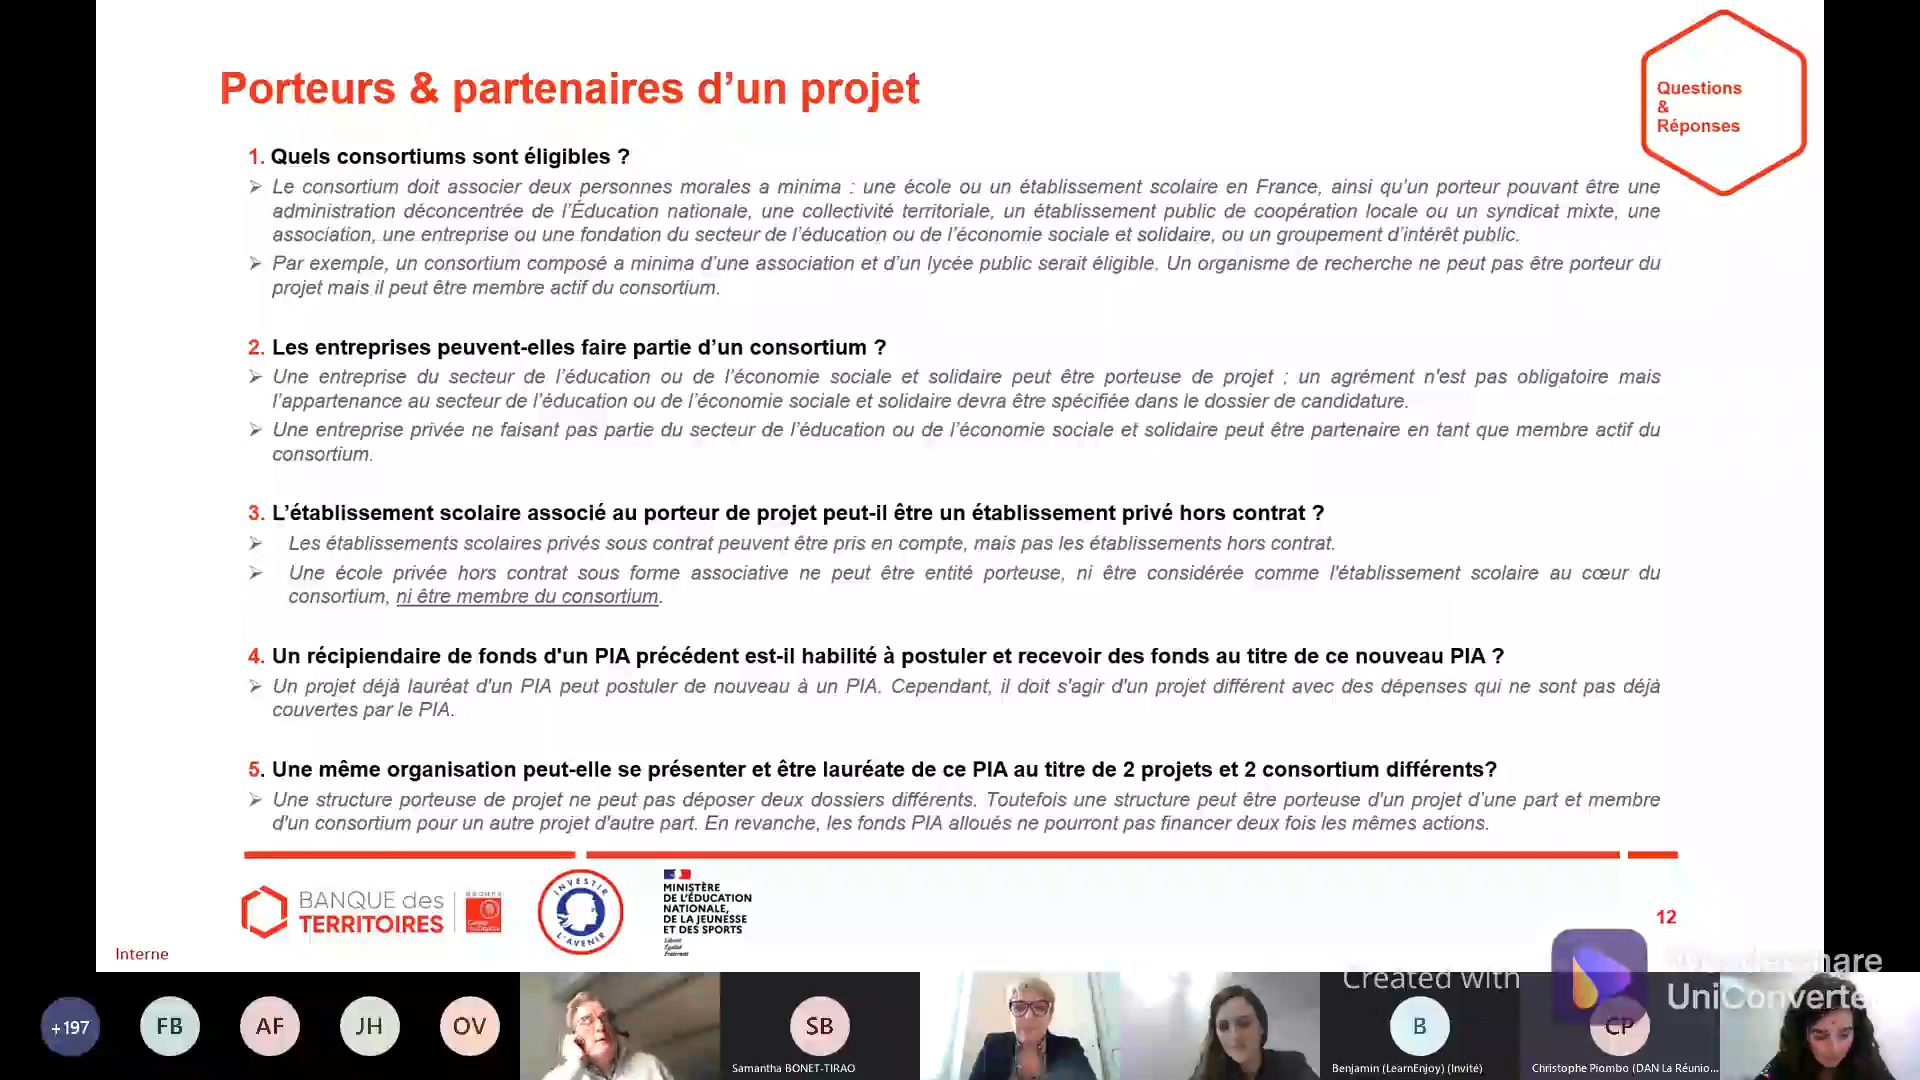 Porteurs & partenaires d’un projet
Questions
&
Réponses
1. Quels consortiums sont éligibles ?
➢ Le consortium doit associer deux personnes morales a minima : une école ou un établissement scolaire en France, ainsi qu’un porteur pouvant être une
administration déconcentrée de l’Éducation nationale, une collectivité territoriale, un établissement public de coopération locale ou un syndicat mixte, une
association, une entreprise ou une fondation du secteur de l’éducation ou de l’économie sociale et solidaire, ou un groupement d’intérêt public.
➢ Par exemple, un consortium composé a minima d’une association et d’un lycée public serait éligible. Un organisme de recherche ne peut pas être porteur du
projet mais il peut être membre actif du consortium.
2. Les entreprises peuvent-elles faire partie d’un consortium ?
➢ Une entreprise du secteur de l’éducation ou de l’économie sociale et solidaire peut être porteuse de projet ; un agrément n'est pas obligatoire mais
l’appartenance au secteur de l’éducation ou de l’économie sociale et solidaire devra être spécifiée dans le dossier de candidature.
➢ Une entreprise privée ne faisant pas partie du secteur de l’éducation ou de l’économie sociale et solidaire peut être partenaire en tant que membre actif du
consortium.
3. L’établissement scolaire associé au porteur de projet peut-il être un établissement privé hors contrat ?
➢ Les établissements scolaires privés sous contrat peuvent être pris en compte, mais pas les établissements hors contrat.
➢ Une école privée hors contrat sous forme associative ne peut être entité porteuse, ni être considérée comme l'établissement scolaire au cœur du
consortium, ni être membre du consortium.
4. Un récipiendaire de fonds d'un PIA précédent est-il habilité à postuler et recevoir des fonds au titre de ce nouveau PIA ?
➢ Un projet déjà lauréat d'un PIA peut postuler de nouveau à un PIA. Cependant, il doit s'agir d'un projet différent avec des dépenses qui ne sont pas déjà
couvertes par le PIA.
5. Une même organisation peut-elle se présenter et être lauréate de ce PIA au titre de 2 projets et 2 consortium différents?
➢ Une structure porteuse de projet ne peut pas déposer deux dossiers différents. Toutefois une structure peut être porteuse d'un projet d’une part et membre
d'un consortium pour un autre projet d'autre part. En revanche, les fonds PIA alloués ne pourront pas financer deux fois les mêmes actions.
BANQUE des
TERRITOIRES
INVESTIR
L'AVENIR
MINISTÈRE
DE L'ÉDUCATION
NATIONALE,
DE LA JEUNESSE
ET DES SPORTS
Liberté
Égalité
Fraternité
12
Interne
Created with
UniConverte
+197
FB
AF
JH
OV
SB
Samantha BONET-TIRAO
B
Benjamin (LearnEnjoy) (Invité)
CP
Christophe Piombo (DAN La Réunio...